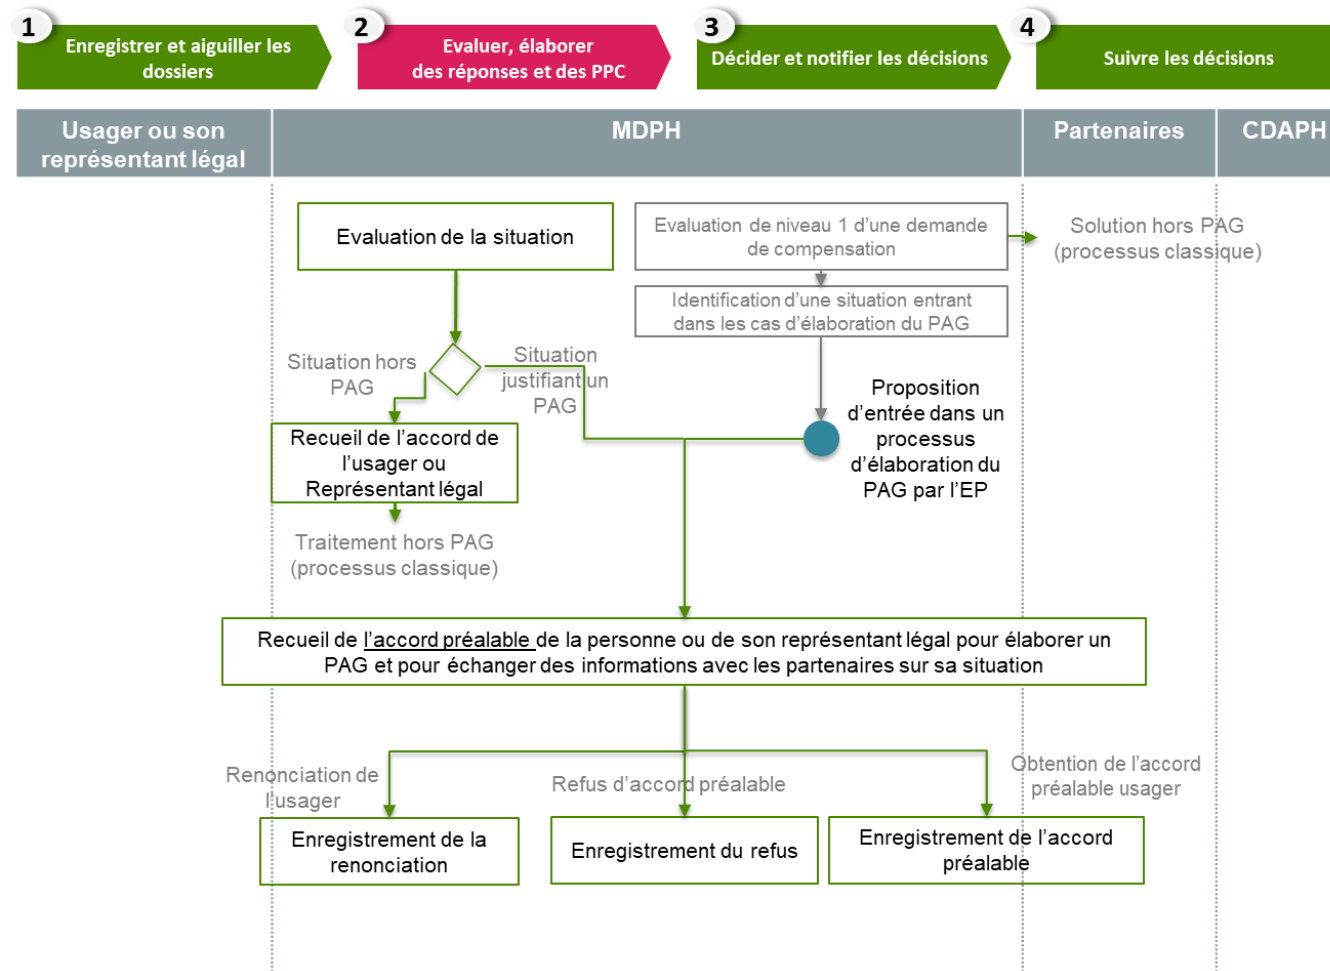 1
Enregistrer et aiguiller les
dossiers
2
Evaluer, élaborer
des réponses et des PPC
3
Décider et notifier les décisions
4
Suivre les décisions
Usager ou son
représentant légal
MDPH
Partenaires
CDAPH
Evaluation de la situation
Evaluation de niveau 1 d’une demande
de compensation
Solution hors PAG
(processus classique)
Identification d’une situation entrant
dans les cas d’élaboration du PAG
Situation hors
PAG
Situation
justifiant un
PAG
Proposition
d’entrée dans un
processus
d’élaboration du
PAG par l’EP
Recueil de l’accord de
l’usager ou
Représentant légal
Traitement hors PAG
(processus classique)
Recueil de l’accord préalable de la personne ou de son représentant légal pour élaborer un
PAG et pour échanger des informations avec les partenaires sur sa situation
Renonciation de
l’usager
Refus d’accord préalable
Obtention de l’accord
préalable usager
Enregistrement de la
renonciation
Enregistrement du refus
Enregistrement de l’accord
préalable